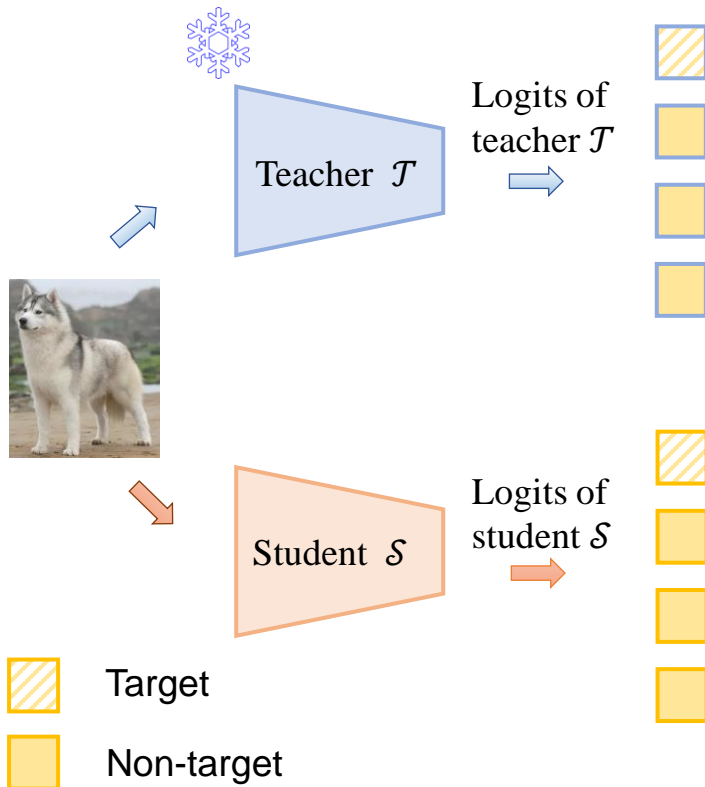 Logits of
teacher 𝒯
Teacher 𝒯
Logits of
student 𝒮
Student 𝒮
Target
Non-target